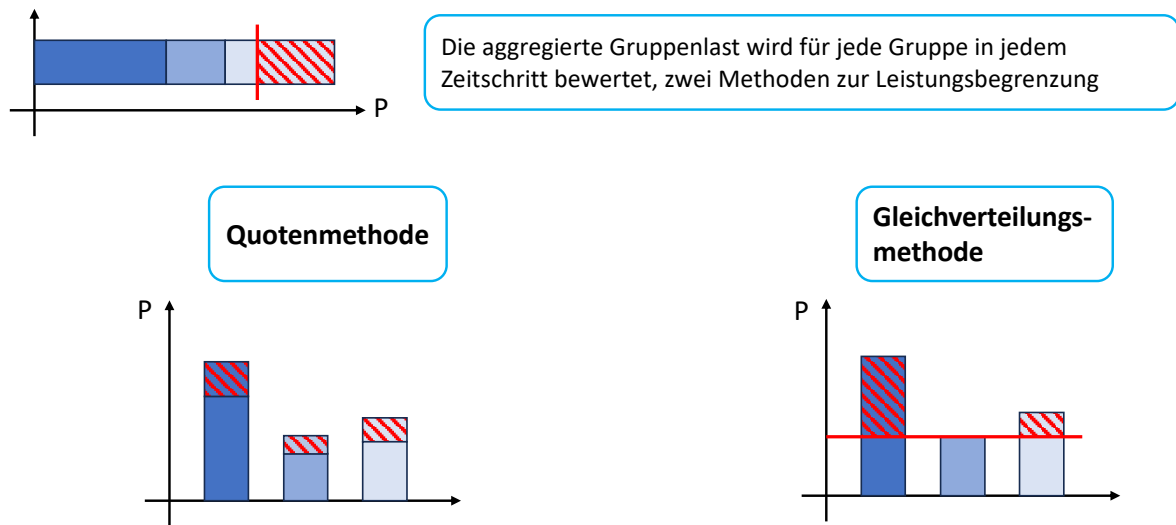 Die aggregierte Gruppenlast wird für jede Gruppe in jedem
Zeitschritt bewertet, zwei Methoden zur Leistungsbegrenzung
P
Quotenmethode
Gleichverteilungs-
methode
P
P